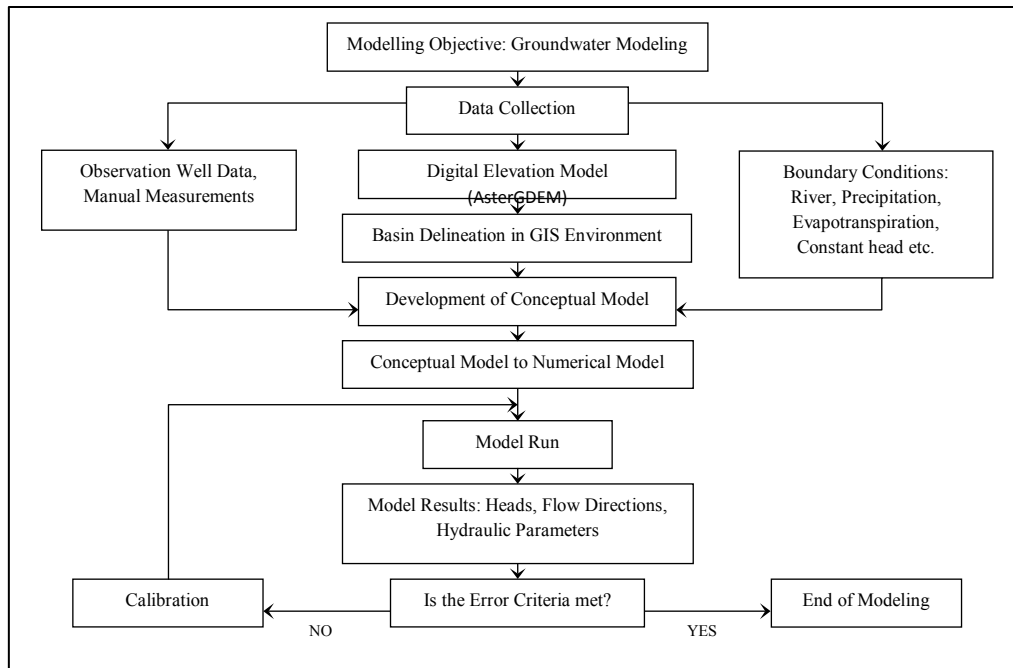 Modelling Objective: Groundwater Modeling
Data Collection
Observation Well Data,
Manual Measurements
Digital Elevation Model
(AsterGDEM)
Boundary Conditions:
River, Precipitation,
Evapotranspiration,
Constant head etc.
Basin Delineation in GIS Environment
Development of Conceptual Model
Conceptual Model to Numerical Model
Model Run
Model Results: Heads, Flow Directions,
Hydraulic Parameters
Calibration
Is the Error Criteria met?
End of Modeling
NO
YES